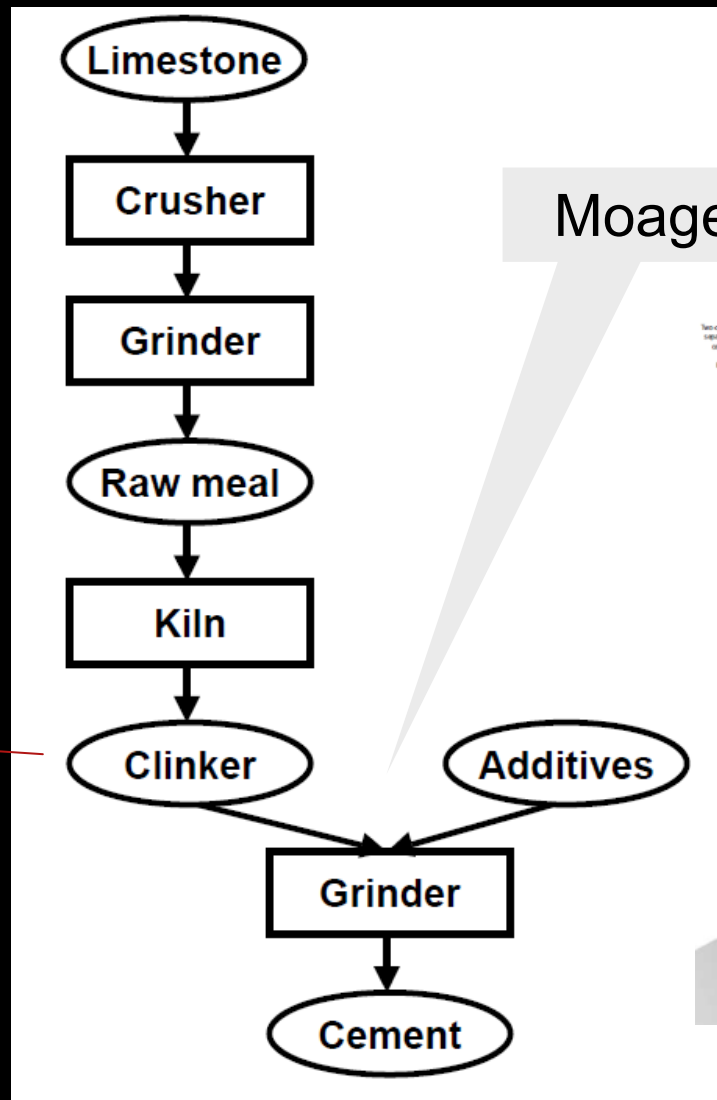 Limestone
Crusher
Moage
Grinder
Raw meal
Kiln
Clinker
Additives
Grinder
Cement